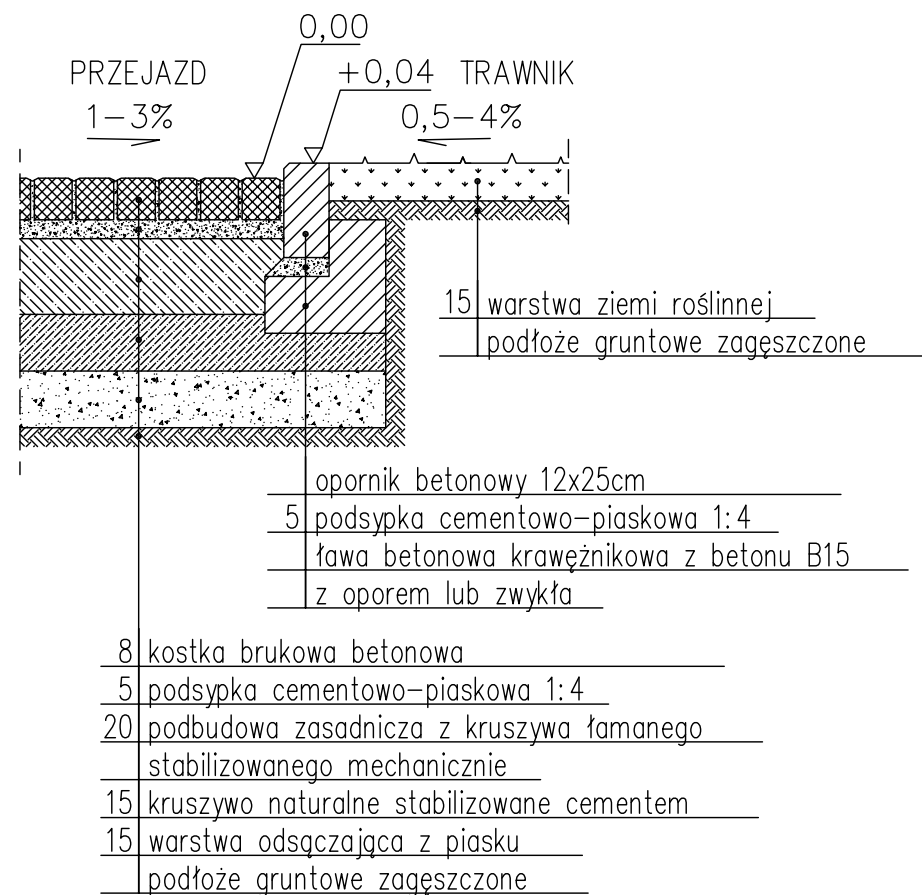 0,00
PRZEJAZD
+0,04 TRAWNIK
1-3%
0,5-4%
15 warstwa ziemi roślinnej
podłoże gruntowe zagęszczone
opornik betonowy 12x25cm
5 podsypka cementowo-piaskowa 1:4
ława betonowa krawężnikowa z betonu B15
z oporem lub zwykła
8 kostka brukowa betonowa
5 podsypka cementowo-piaskowa 1:4
20 podbudowa zasadnicza z kruszywa łamanego
stabilizowanego mechanicznie
15 kruszywo naturalne stabilizowane cementem
15 warstwa odsączająca z piasku
podłoże gruntowe zagęszczone